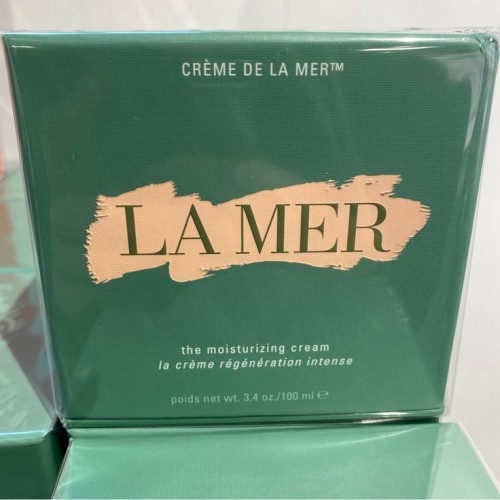 CRÈME DE LA MER™
LA MER
the moisturizing cream
la crème régénération intense
poids net wt. 3.4 oz./100 ml ℮